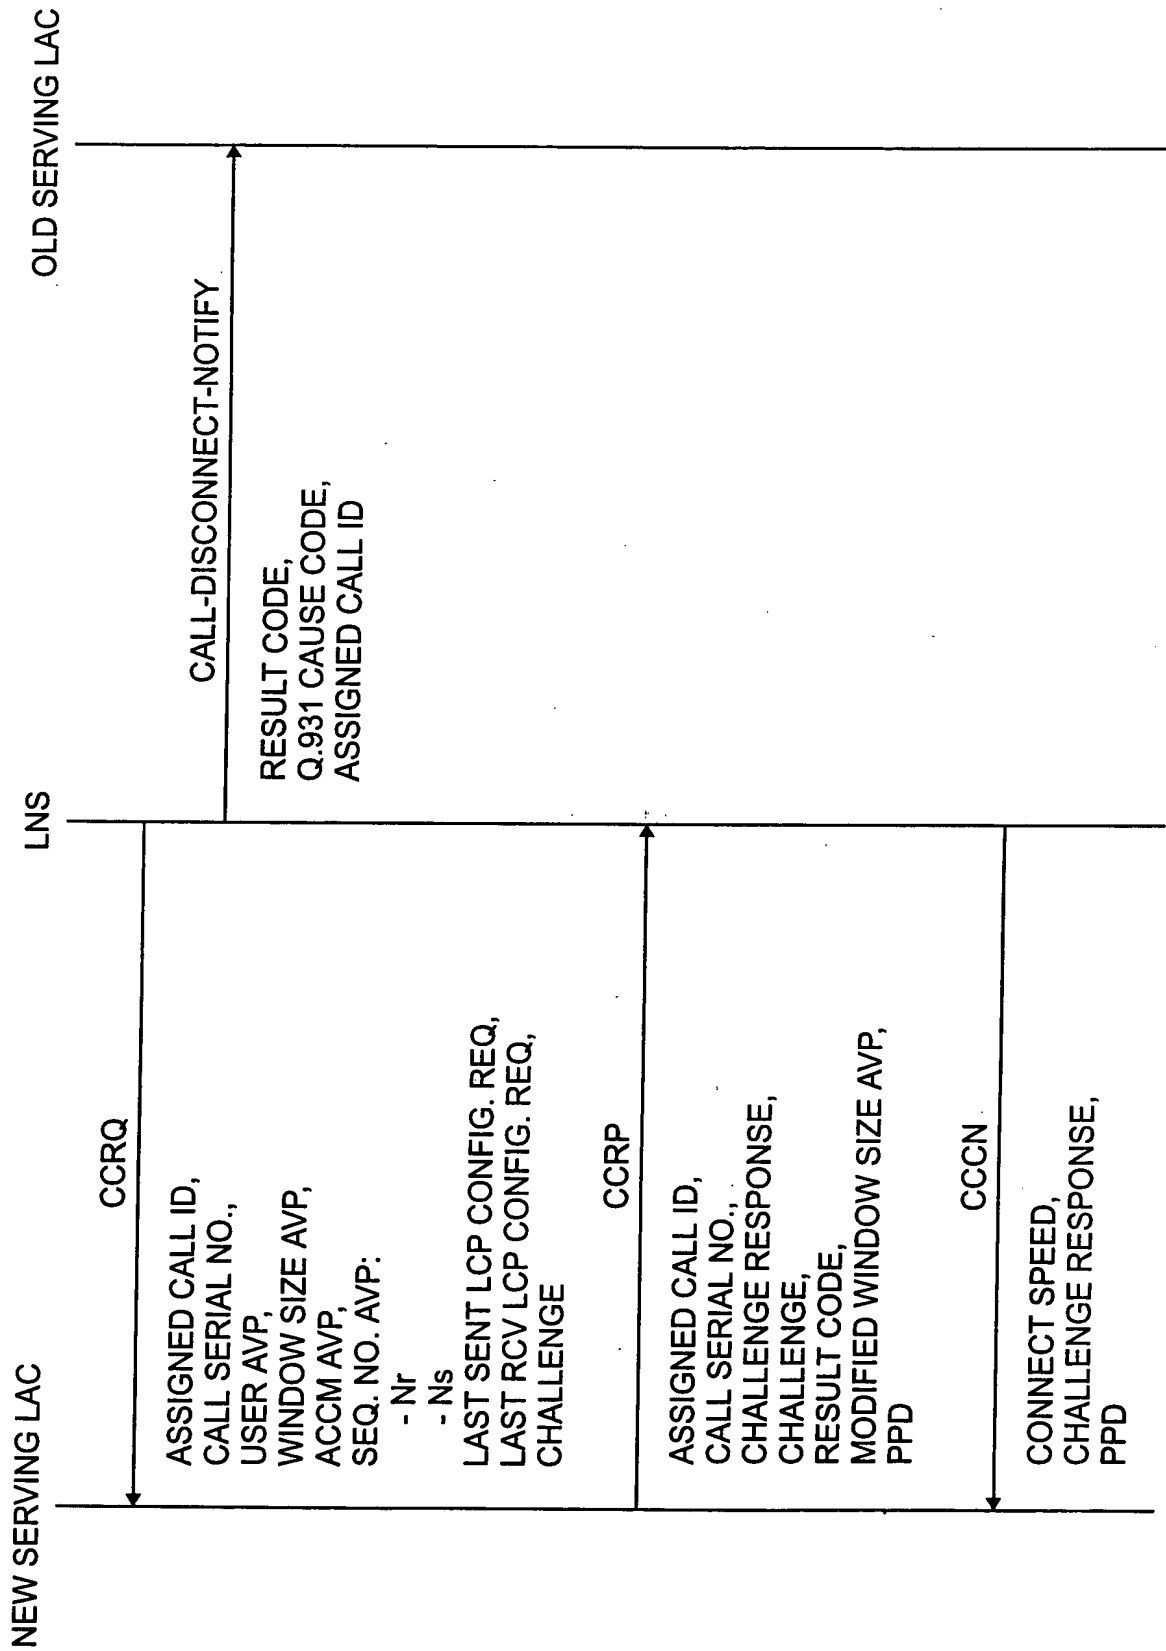 NEW SERVING LAC
LNS
OLD SERVING LAC
CCRQ
ASSIGNED CALL ID,
CALL SERIAL NO.,
USER AVP,
WINDOW SIZE AVP,
ACCM AVP,
SEQ. NO. AVP:
- Nr
- Ns
LAST SENT LCP CONFIG. REQ,
LAST RCV LCP CONFIG. REQ,
CHALLENGE
CALL-DISCONNECT-NOTIFY
RESULT CODE,
Q.931 CAUSE CODE,
ASSIGNED CALL ID
CCRP
ASSIGNED CALL ID,
CALL SERIAL NO.,
CHALLENGE RESPONSE,
CHALLENGE,
RESULT CODE,
MODIFIED WINDOW SIZE AVP,
PPD
CCCN
CONNECT SPEED,
CHALLENGE RESPONSE,
PPD